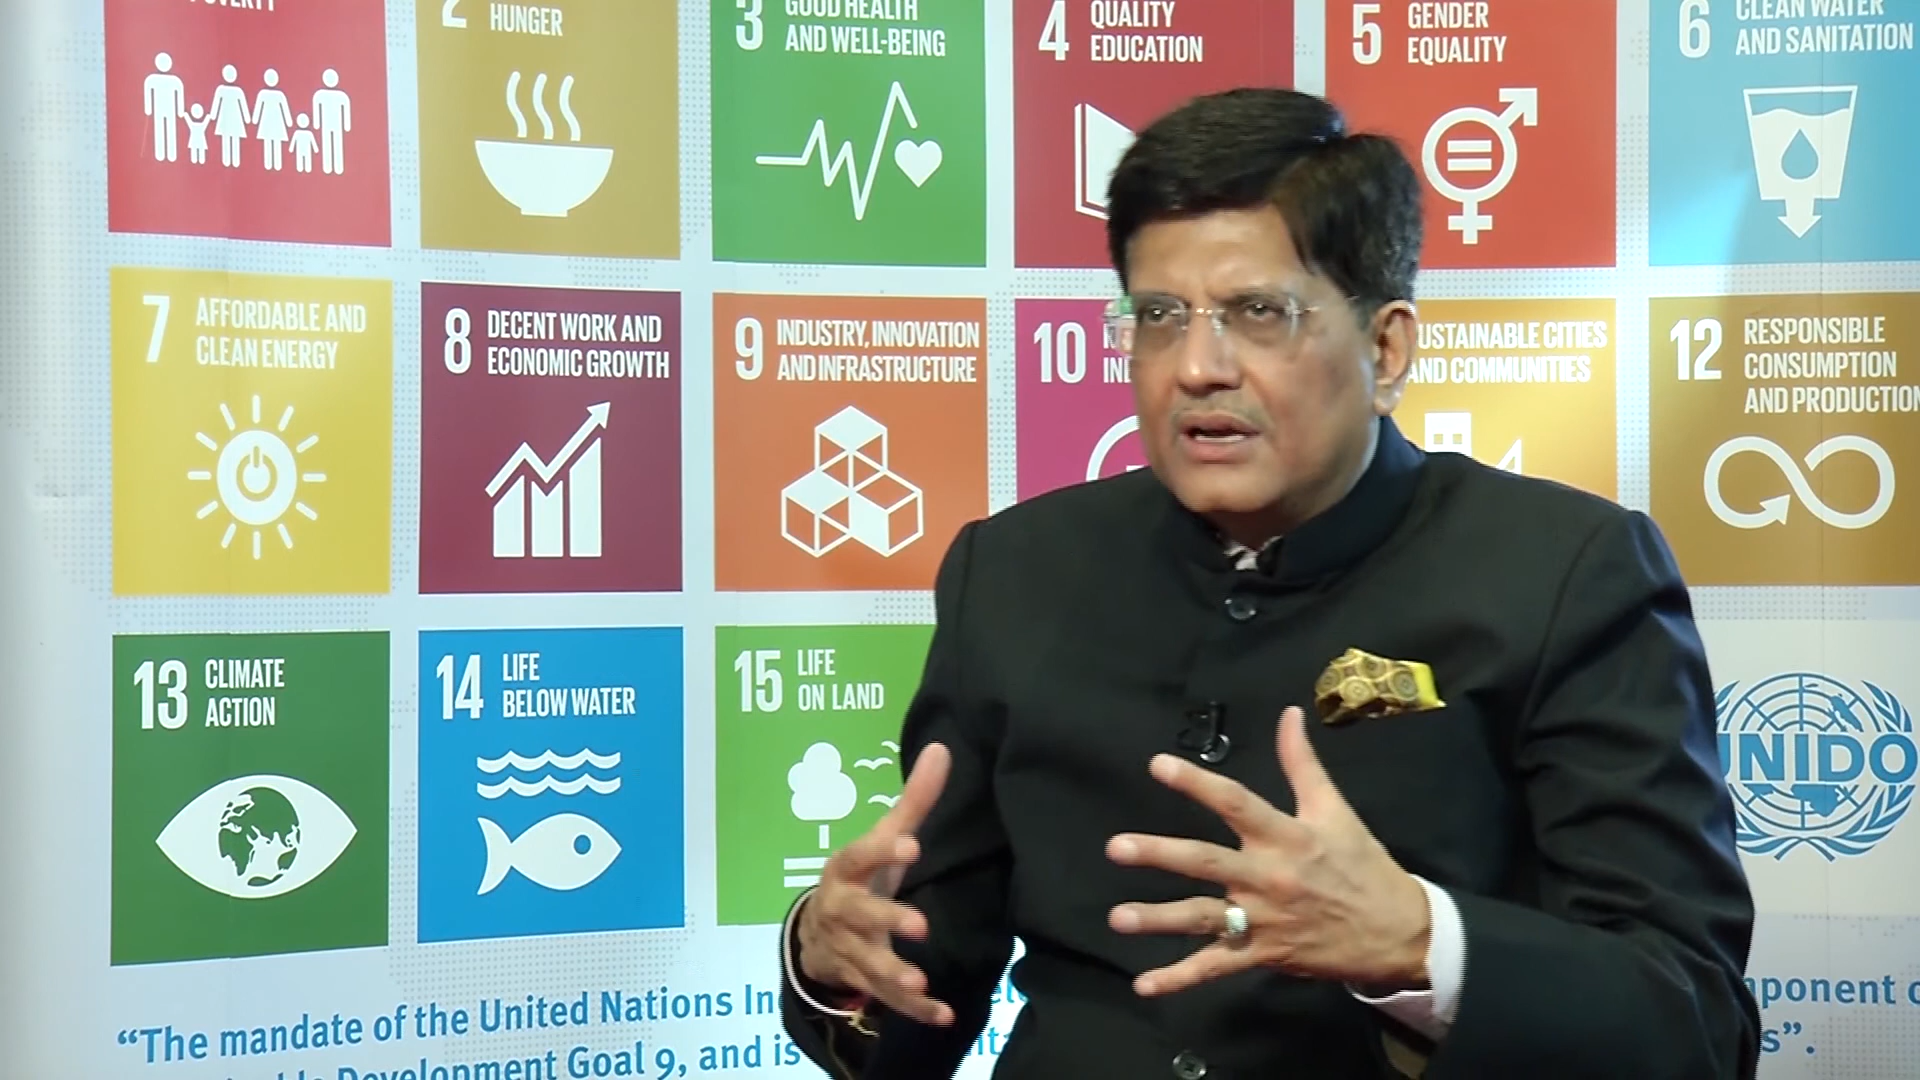 2 HUNGER
3 GOOD HEALTH
AND WELL-BEING
4 QUALITY
EDUCATION
5 GENDER
EQUALITY
6 CLEAN WATER
AND SANITATION
7 AFFORDABLE AND
CLEAN ENERGY
8 DECENT WORK AND
ECONOMIC GROWTH
9 INDUSTRY, INNOVATION
AND INFRASTRUCTURE
10
USTAINABLE CITIES
AND COMMUNITIES
12 RESPONSIBLE
CONSUMPTION
AND PRODUCTION
13 CLIMATE
ACTION
14 LIFE
BELOW WATER
15 LIFE
ON LAND
UNIDO
“The mandate of the United Nations In
Development Goal 9, and is
s”.